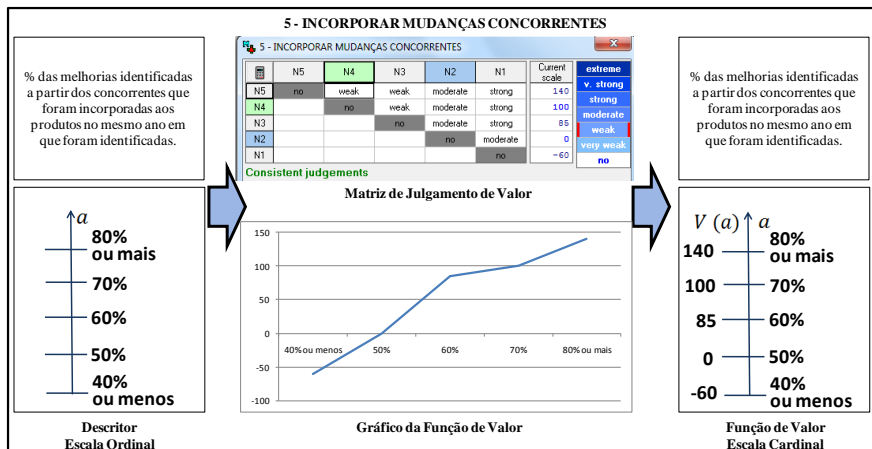 5 - INCORPORAR MUDANÇAS CONCORRENTES
% das melhorias identificadas
a partir dos concorrentes que
foram incorporadas aos
produtos no mesmo ano em
que foram identificadas.
5 - INCORPORAR MUDANÇAS CONCORRENTES
N5 N4 N3 N2 N1 Current scale
N5 no weak weak moderate strong 140
N4 no weak moderate strong 100
N3 no moderate strong 85
N2 no moderate 0
N1 no -60
Consistent judgements
extreme
v. strong
strong
moderate
weak
very weak
no
Matriz de Julgamento de Valor
% das melhorias identificadas
a partir dos concorrentes que
foram incorporadas aos
produtos no mesmo ano em
que foram identificadas.
a
80%
ou mais
70%
60%
50%
40%
ou menos
Descritor
Escala Ordinal
150
100
50
0
-50
-100
40% ou menos 50% 60% 70% 80% ou mais
Gráfico da Função de Valor
V (a) a
140 80%
ou mais
100 70%
85 60%
0 50%
-60 40%
ou menos
Função de Valor
Escala Cardinal